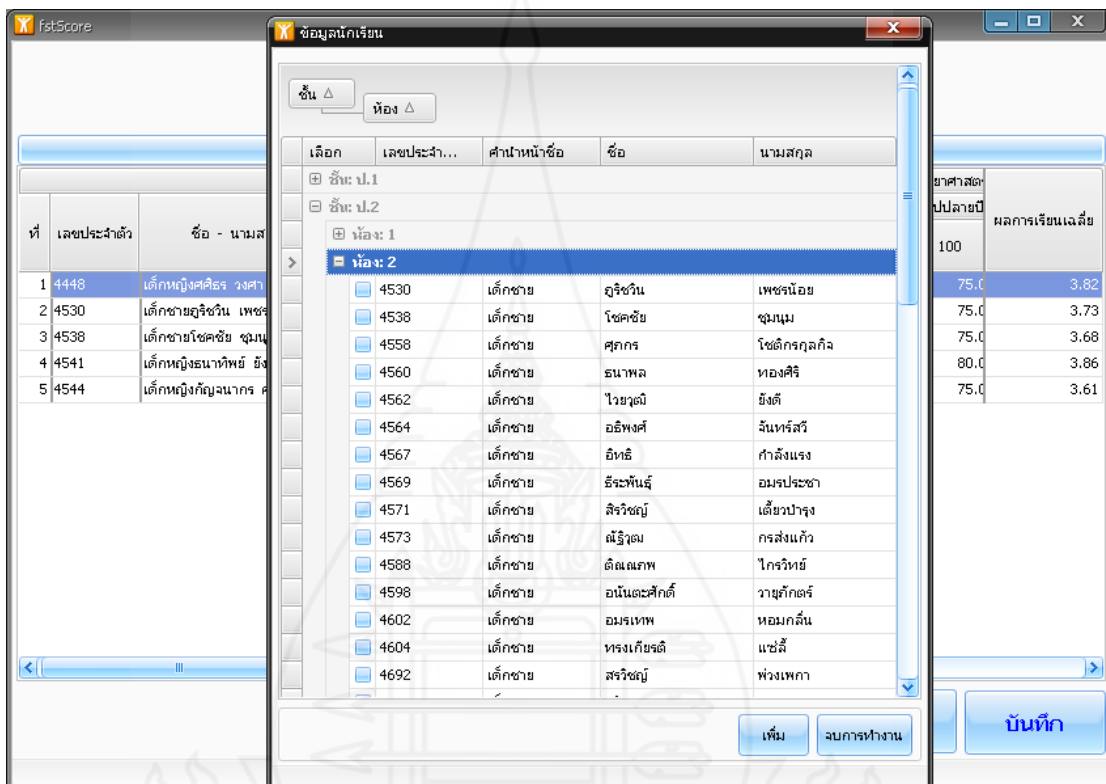 fstScore
ข้อมูลนักเรียน
ชั้น
ห้อง
เลือก เลขประจำ... คำนำหน้าชื่อ ชื่อ นามสกุล
ชั้น: ป.1
ชั้น: ป.2
ห้อง: 1
ห้อง: 2
4530 เด็กชาย ภูริชวิน เพชรน้อย
4538 เด็กชาย โชคชัย ชุมนุม
4558 เด็กชาย ศุภกร โชติกรกุลกิจ
4560 เด็กชาย ธนาพล ทองศิริ
4562 เด็กชาย ไวยวุฒิ ยังดี
4564 เด็กชาย อธิพงศ์ จันทร์สวี
4567 เด็กชาย อิทธิ กำลังแรง
4569 เด็กชาย ธีระพันธุ์ อมรประชา
4571 เด็กชาย สิรวิชญ์ เตี้ยวบำรุง
4573 เด็กชาย ณัฐิวุฒ กรส่งแก้ว
4588 เด็กชาย ติณณภพ ไกรวิทย์
4598 เด็กชาย อนันตะศักดิ์ วายุภักตร์
4602 เด็กชาย อมรเทพ หอมกลิ่น
4604 เด็กชาย ทรงเกียรติ แซ่ลี้
4692 เด็กชาย สรวิชญ์ พ่วงเพกา
เพิ่ม จบการทำงาน
ที่ เลขประจำตัว ชื่อ - นามส
ยาศาสต
ปปลายปี ผลการเรียนเฉลี่ย
100
1 4448 เด็กหญิงศศิธร วงศา 75.0 3.82
2 4530 เด็กชายภูริชวิน เพชร 75.0 3.73
3 4538 เด็กชายโชคชัย ชุมนุ 75.0 3.68
4 4541 เด็กหญิงธนาทิพย์ ยัง 80.0 3.86
5 4544 เด็กหญิงกัญจนากร 75.0 3.61
บันทึก